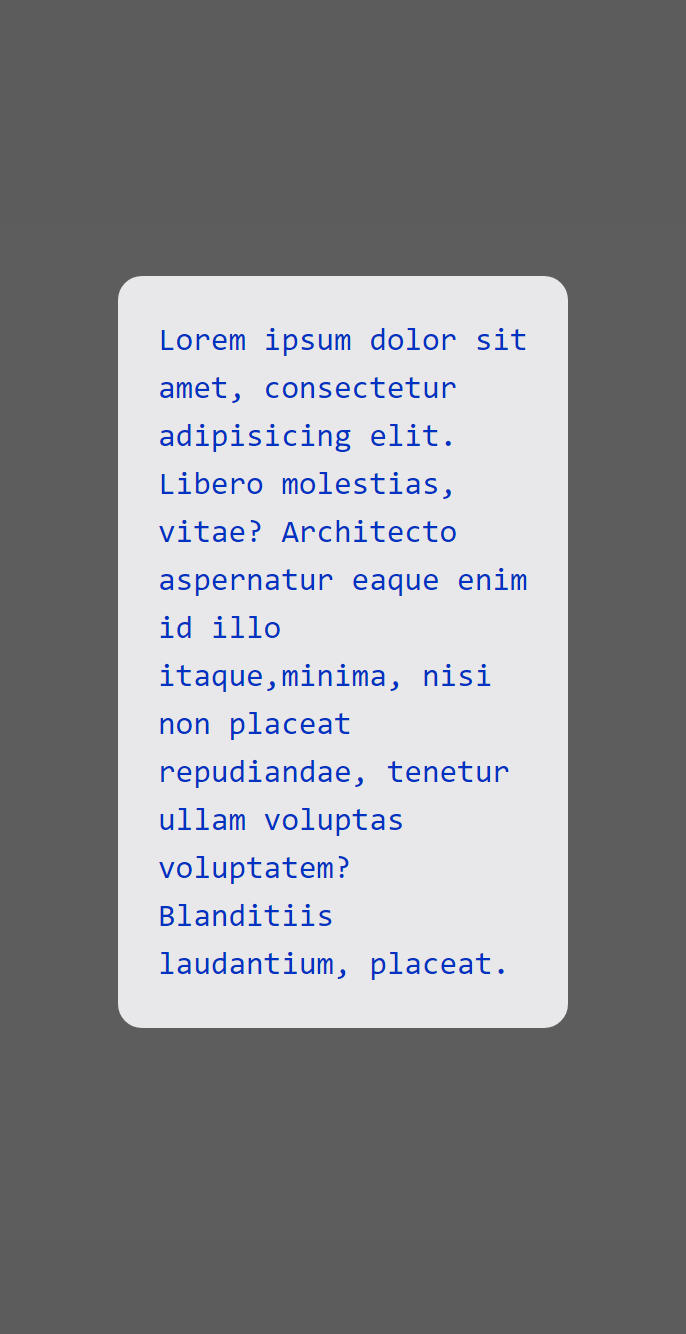 Lorem ipsum dolor sit
amet, consectetur
adipisicing elit.
Libero molestias,
vitae? Architecto
aspernatur eaque enim
id illo
itaque,minima, nisi
non placeat
repudiandae, tenetur
ullam voluptas
voluptatem?
Blanditiis
laudantium, placeat.